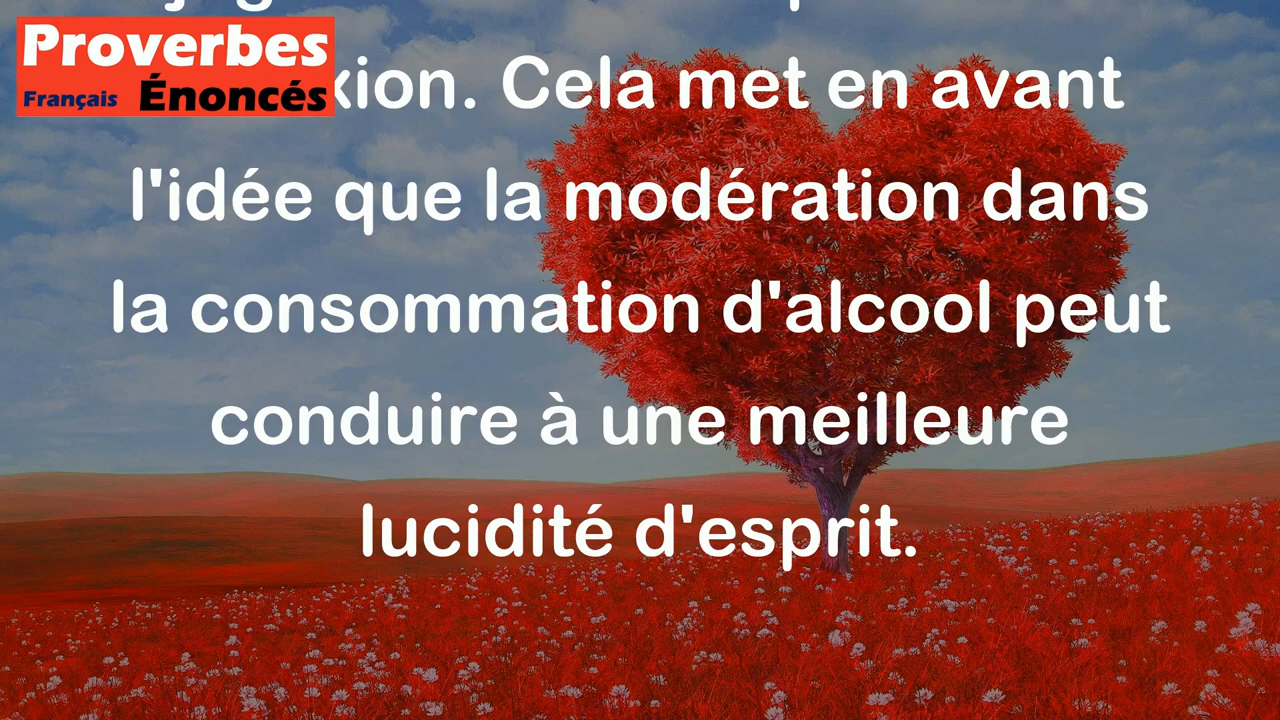 Proverbes
Français Énoncés
xion. Cela met en avant
l'idée que la modération dans
la consommation d'alcool peut
conduire à une meilleure
lucidité d'esprit.